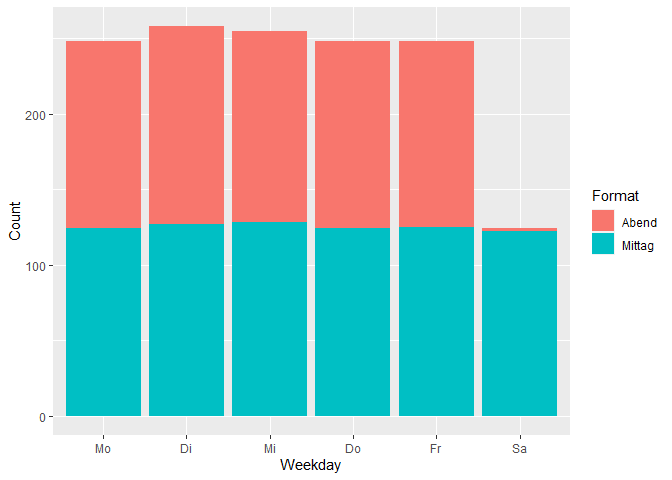 Count
200
100
0
Mo Di Mi Do Fr Sa
Weekday
Format
Abend
Mittag